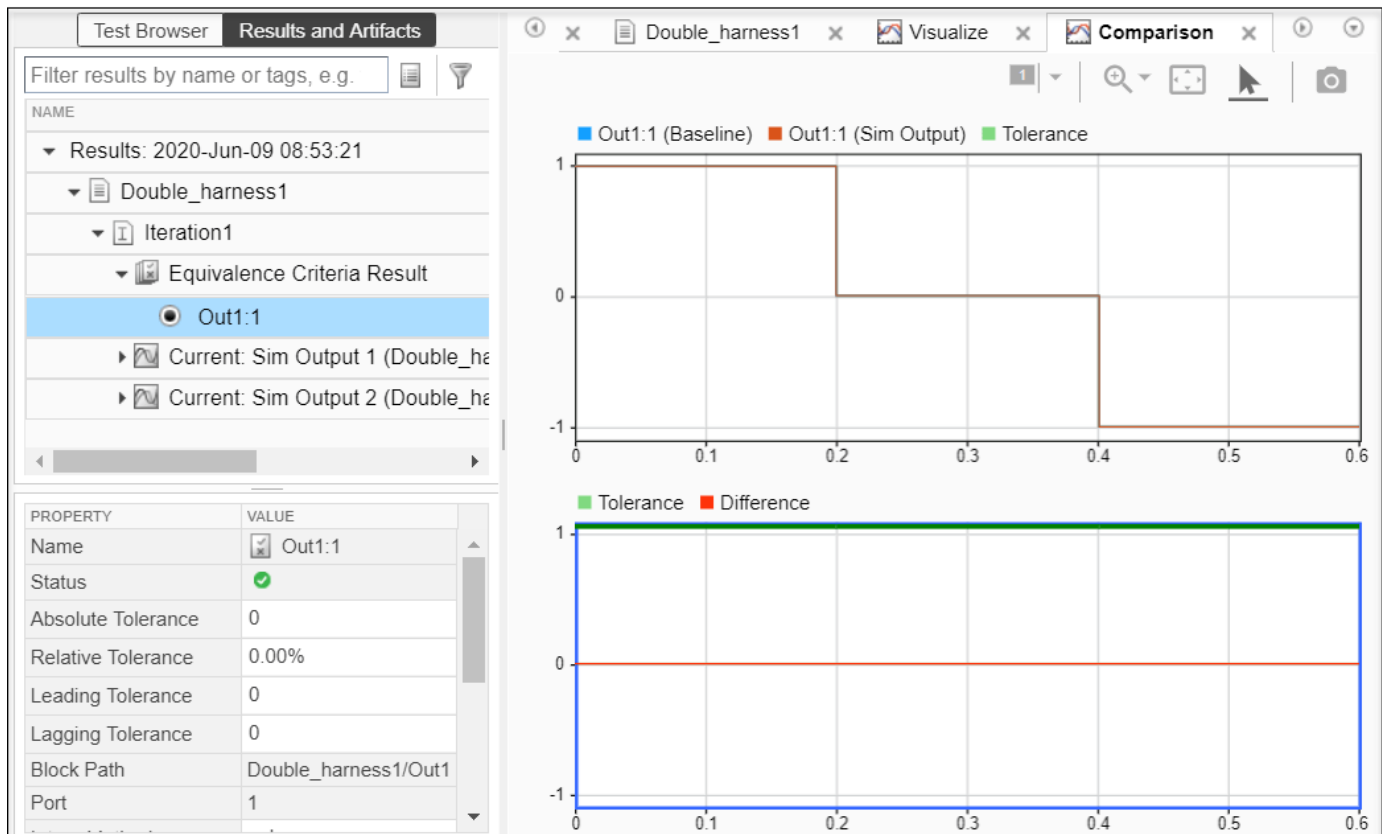 Test Browser
Results and Artifacts
Filter results by name or tags, e.g.
NAME
Results: 2020-Jun-09 08:53:21
Double_harness1
Iteration1
Equivalence Criteria Result
Out1:1
Current: Sim Output 1 (Double_ha
Current: Sim Output 2 (Double_ha
PROPERTY VALUE
Name Out1:1
Status
Absolute Tolerance 0
Relative Tolerance 0.00%
Leading Tolerance 0
Lagging Tolerance 0
Block Path Double_harness1/Out1
Port 1
Double_harness1
Visualize
Comparison
1
Out1:1 (Baseline) Out1:1 (Sim Output) Tolerance
1
0
-1
0 0.1 0.2 0.3 0.4 0.5 0.6
Tolerance Difference
1
0
-1
0 0.1 0.2 0.3 0.4 0.5 0.6